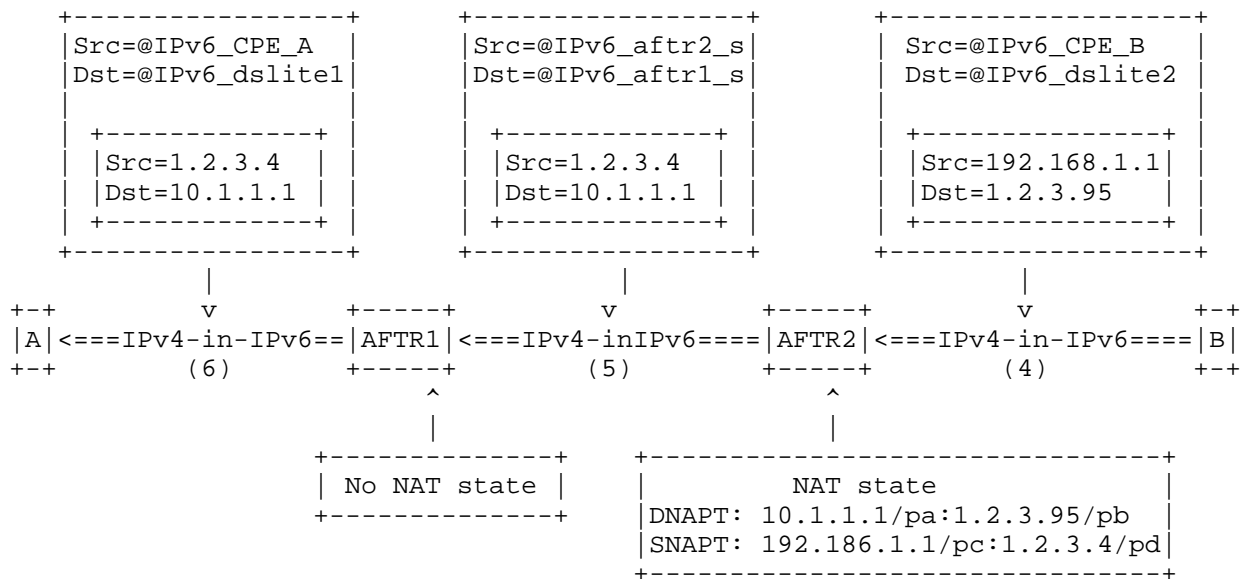 Src=@IPv6_CPE_A Src=@IPv6_aftr2_s Src=@IPv6_CPE_B
Dst=@IPv6_dslite1 Dst=@IPv6_aftr1_s Dst=@IPv6_dslite2
Src=1.2.3.4 Src=1.2.3.4 Src=192.168.1.1
Dst=10.1.1.1 Dst=10.1.1.1 Dst=1.2.3.95
A <===IPv4-in-IPv6== AFTR1 <===IPv4-inIPv6==== AFTR2 <===IPv4-in-IPv6==== B
(6) (5) (4)
No NAT state NAT state
DNAPT: 10.1.1.1/pa:1.2.3.95/pb
SNAPT: 192.186.1.1/pc:1.2.3.4/pd